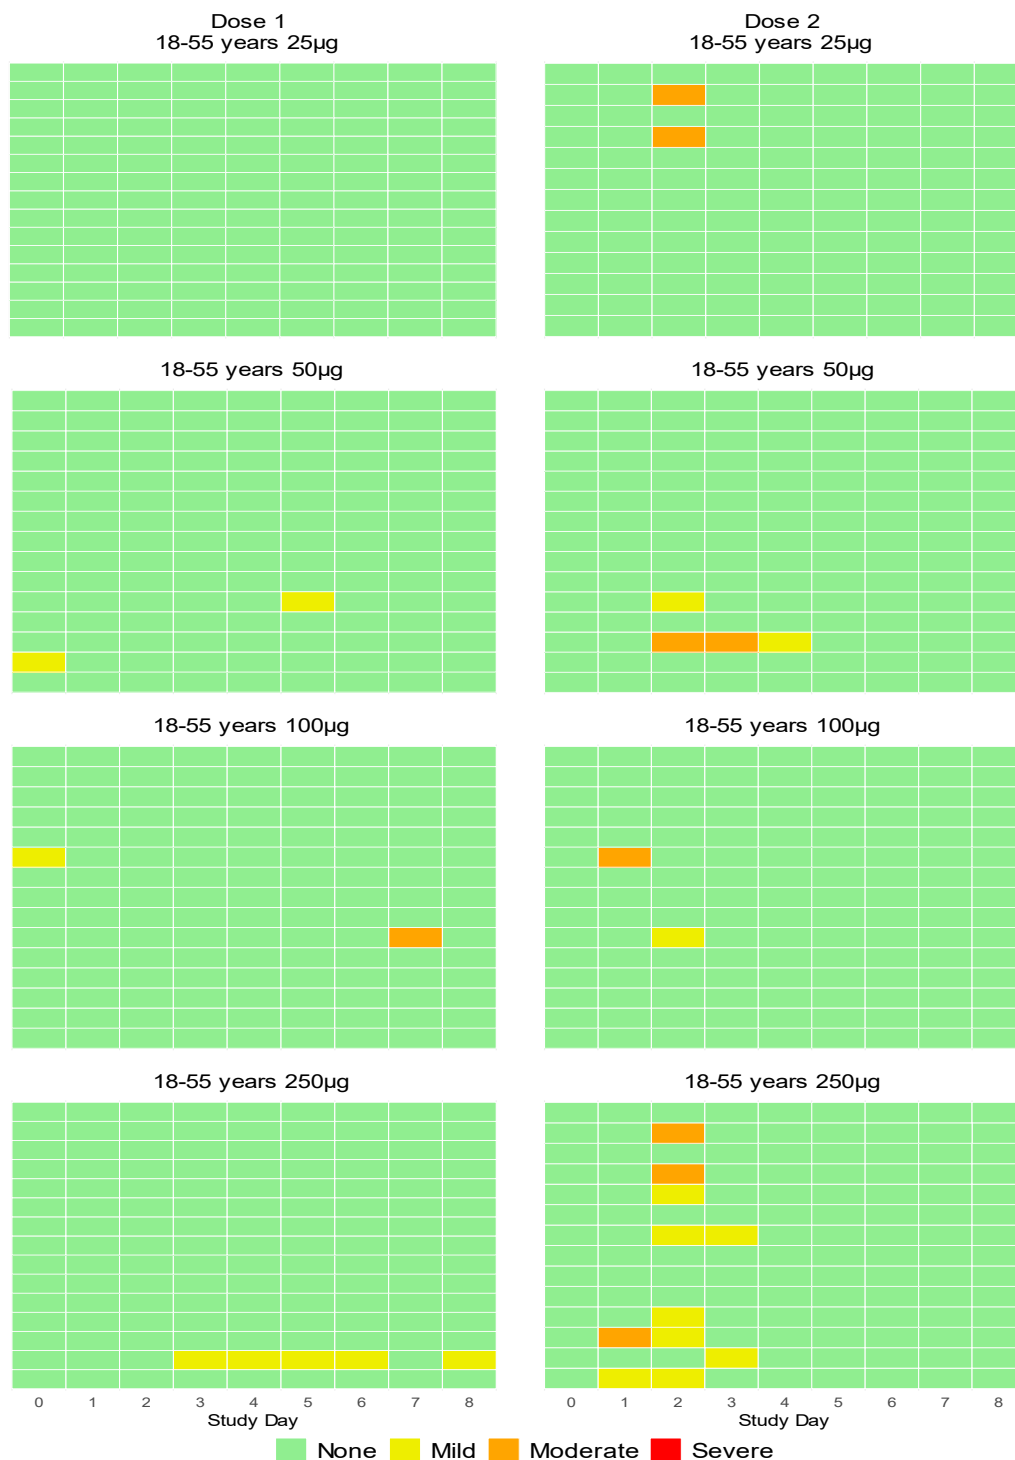 Dose 1
18-55 years 25µg
Dose 2
18-55 years 25µg
18-55 years 50µg
18-55 years 50µg
18-55 years 100µg
18-55 years 100µg
18-55 years 250µg
18-55 years 250µg
0 1 2 3 4 5 6 7 8
Study Day
0 1 2 3 4 5 6 7 8
Study Day
None Mild Moderate Severe